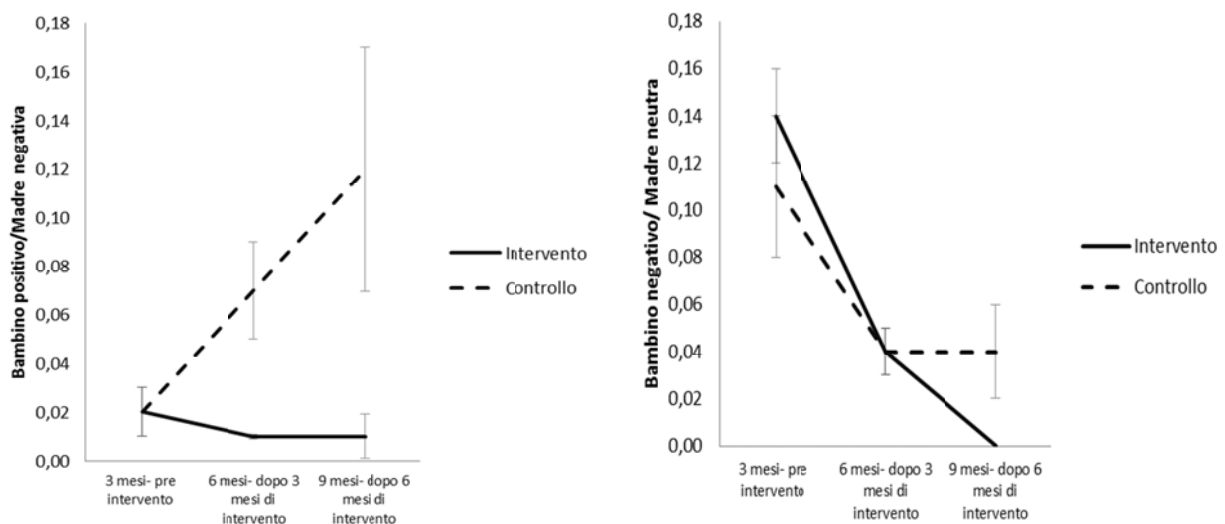 Bambino positivo/Madre negativa
0,18
0,16
0,14
0,12
0,10
0,08
0,06
0,04
0,02
0,00
3 mesi- pre
intervento
6 mesi- dopo 3
mesi di
intervento
9 mesi- dopo 6
mesi di intervento
Intervento
Controllo
Bambino negativo/ Madre neutra
0,18
0,16
0,14
0,12
0,10
0,08
0,06
0,04
0,02
0,00
3 mesi- pre
intervento
6 mesi- dopo 3
mesi di
intervento
9 mesi- dopo 6
mesi di
intervento
Intervento
Controllo